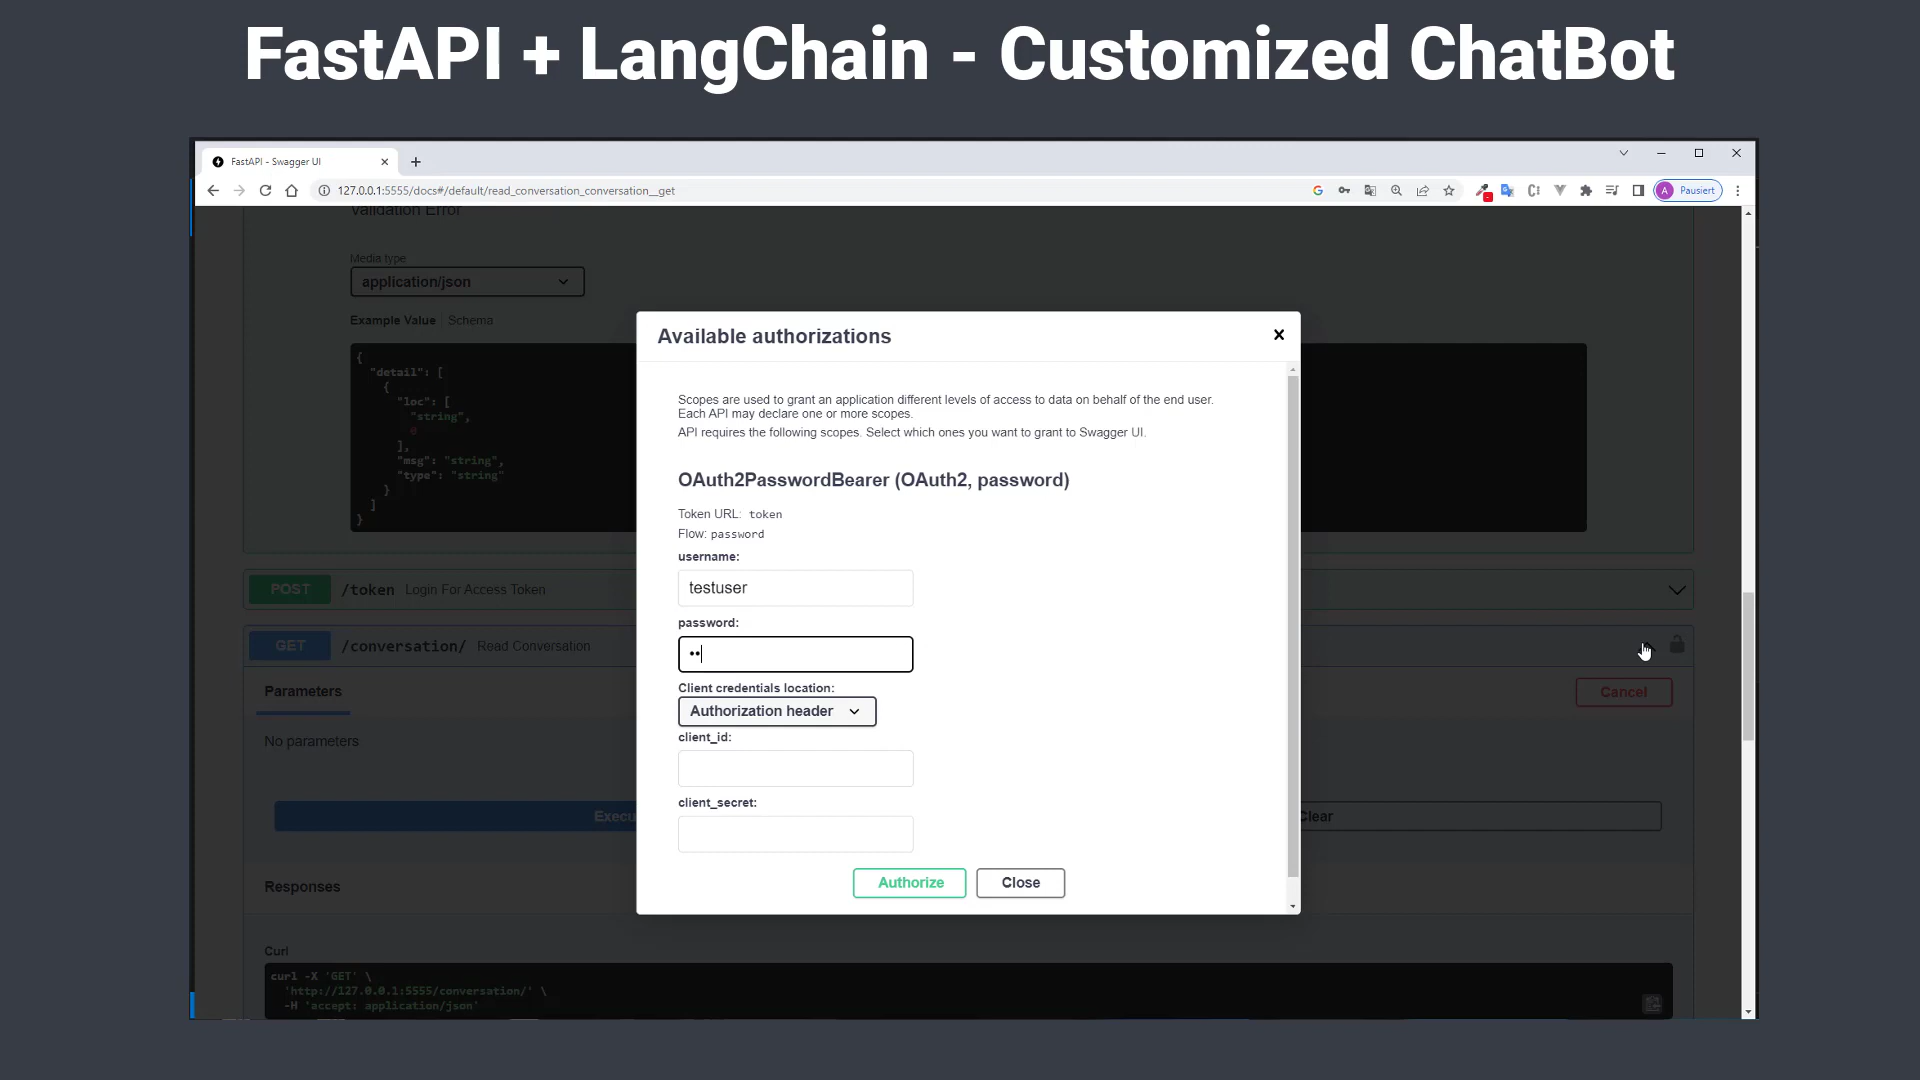 FastAPI + LangChain - Customized ChatBot
FastAPI - Swagger UI
127.0.0.1:5555/docs#/default/read_conversation_conversation__get
A Pausiert
Validation Error
Media type
application/json
Example Value Schema
{
"detail": [
{
"loc": [
"string",
0
],
"msg": "string",
"type": "string"
}
]
}
Available authorizations
Scopes are used to grant an application different levels of access to data on behalf of the end user.
Each API may declare one or more scopes.
API requires the following scopes. Select which ones you want to grant to Swagger UI.
OAuth2PasswordBearer (OAuth2, password)
Token URL: token
Flow: password
username:
testuser
password:
••
Client credentials location:
Authorization header
client_id:
client_secret:
Authorize Close
POST /token Login For Access Token
GET /conversation/ Read Conversation
Parameters Cancel
No parameters
Execu Clear
Responses
Curl
curl -X 'GET' \
'http://127.0.0.1:5555/conversation/' \
-H 'accept: application/json'